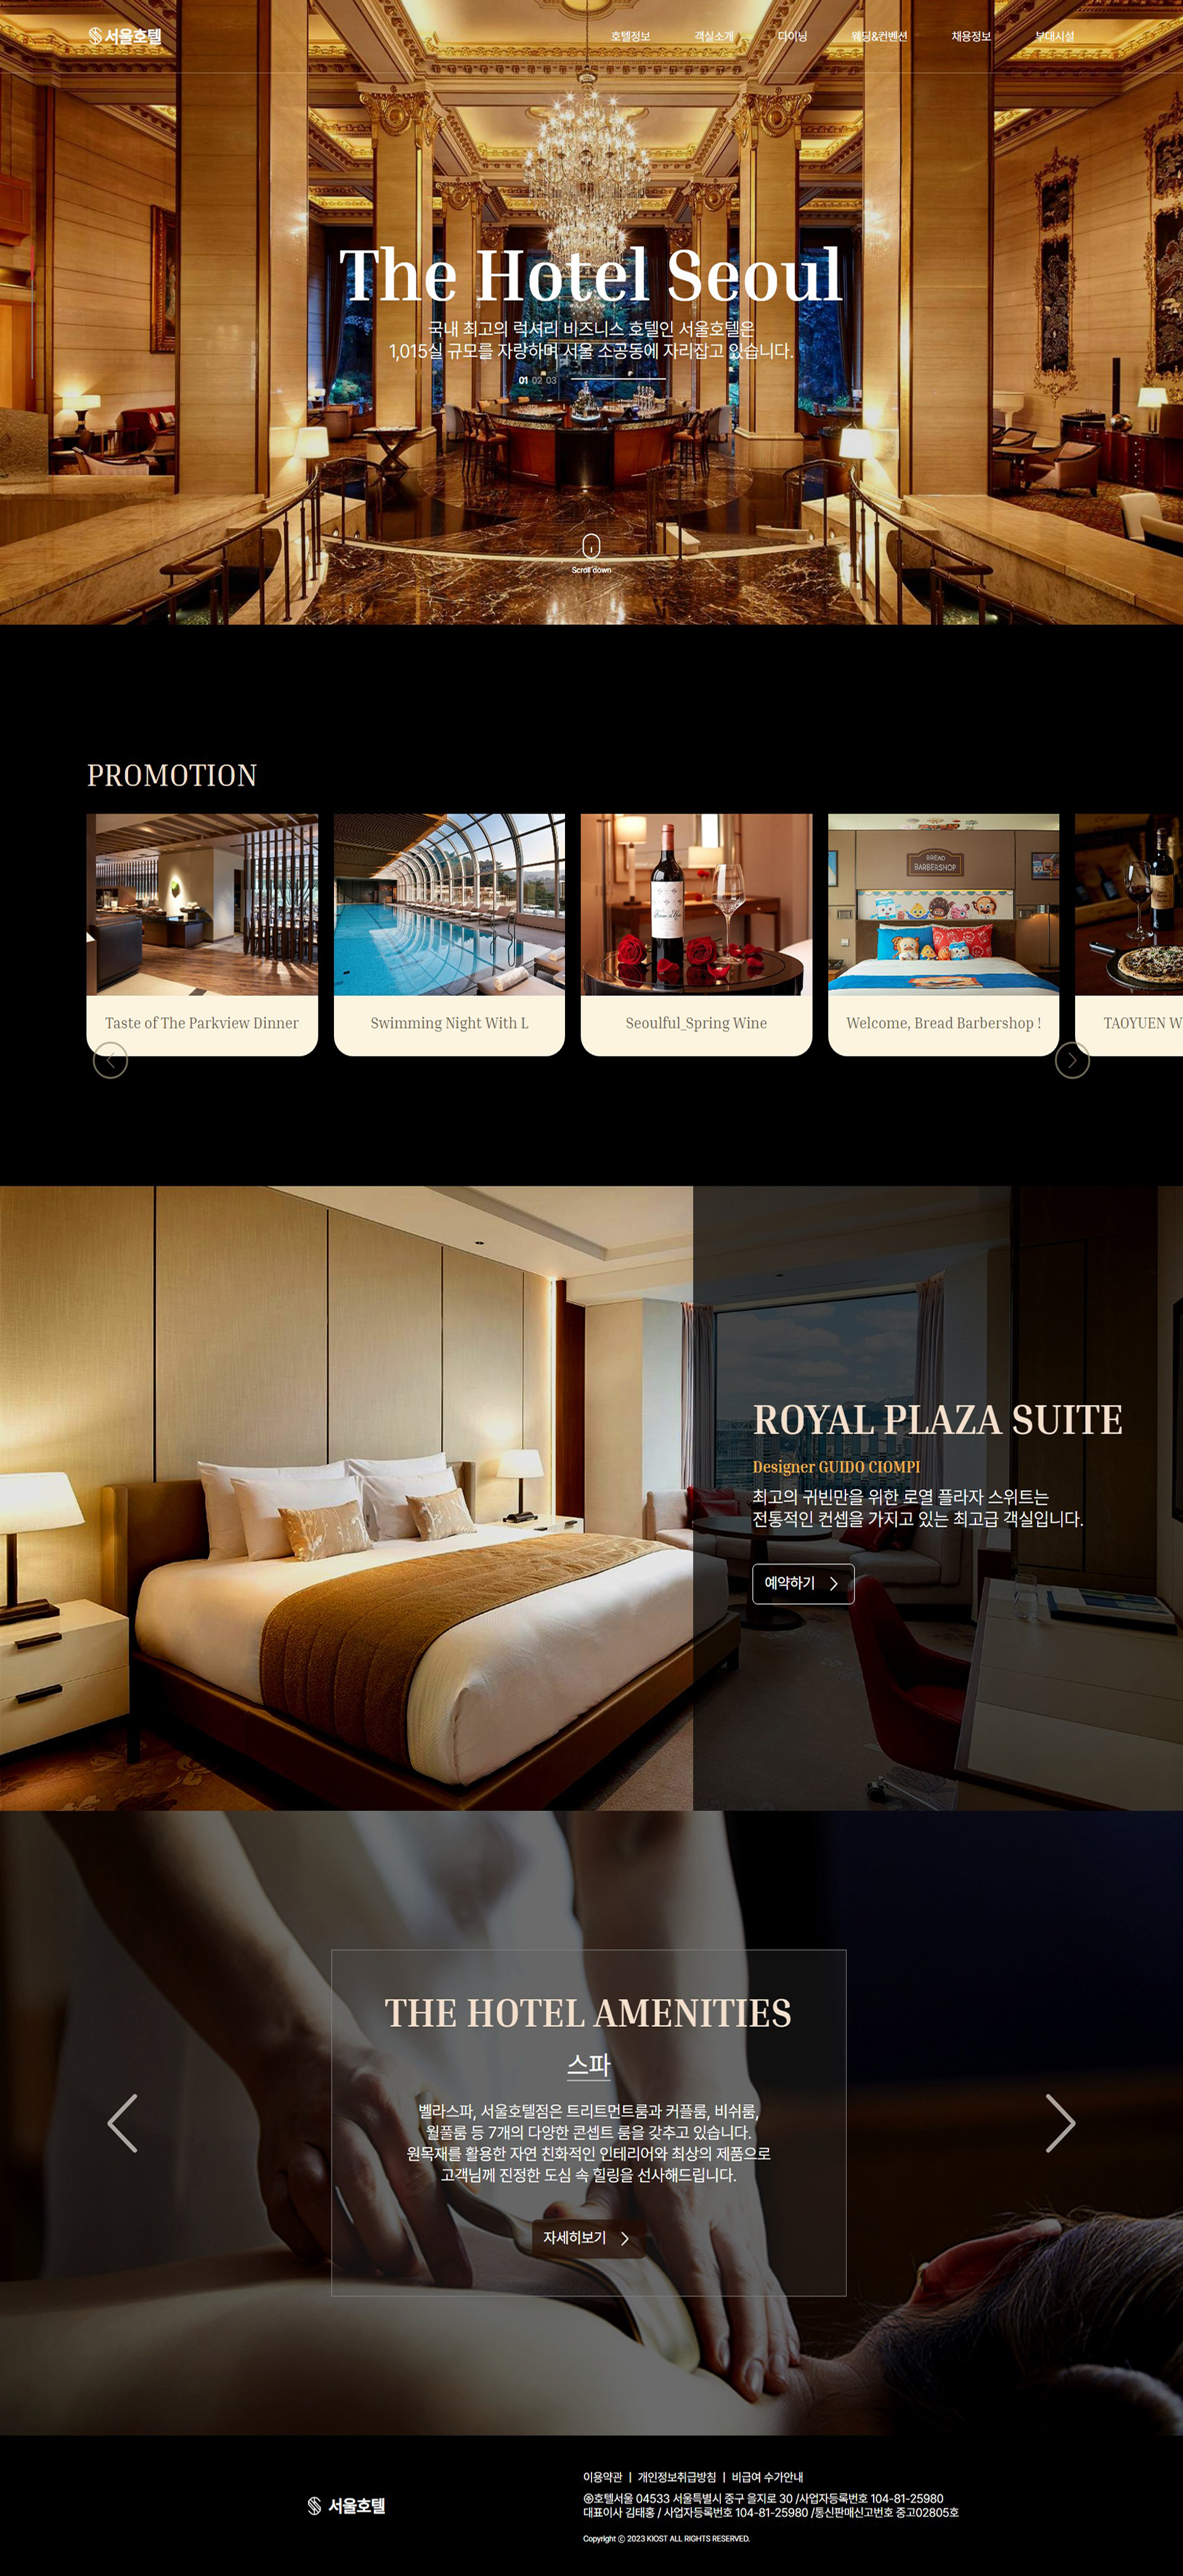 서울호텔
호텔정보 객실소개 다이닝 웨딩&컨벤션 채용정보 부대시설
The Hotel Seoul
국내 최고의 럭셔리 비즈니스 호텔인 서울호텔은
1,015실 규모를 자랑하며 서울 소공동에 자리잡고 있습니다.
01 02 03
Scroll down
PROMOTION
BREAD
BARBERSHOP
Taste of The Parkview Dinner
Swimming Night With L
Seoulful_Spring Wine
Welcome, Bread Barbershop !
TAOYUEN W
ROYAL PLAZA SUITE
Designer GUIDO CIOMPI
최고의 귀빈만을 위한 로열 플라자 스위트는
전통적인 컨셉을 가지고 있는 최고급 객실입니다.
예약하기
THE HOTEL AMENITIES
스파
벨라스파, 서울호텔점은 트리트먼트룸과 커플룸, 비쉬룸,
월풀룸 등 7개의 다양한 콘셉트 룸을 갖추고 있습니다.
원목재를 활용한 자연 친화적인 인테리어와 최상의 제품으로
고객님께 진정한 도심 속 힐링을 선사해드립니다.
자세히보기
서울호텔
이용약관 | 개인정보취급방침 | 비급여 수가안내
㈜호텔서울 04533 서울특별시 중구 을지로 30 /사업자등록번호 104-81-25980
대표이사 김태홍 / 사업자등록번호 104-81-25980 /통신판매신고번호 중고02805호
Copyright ⓒ 2023 KIOST ALL RIGHTS RESERVED.